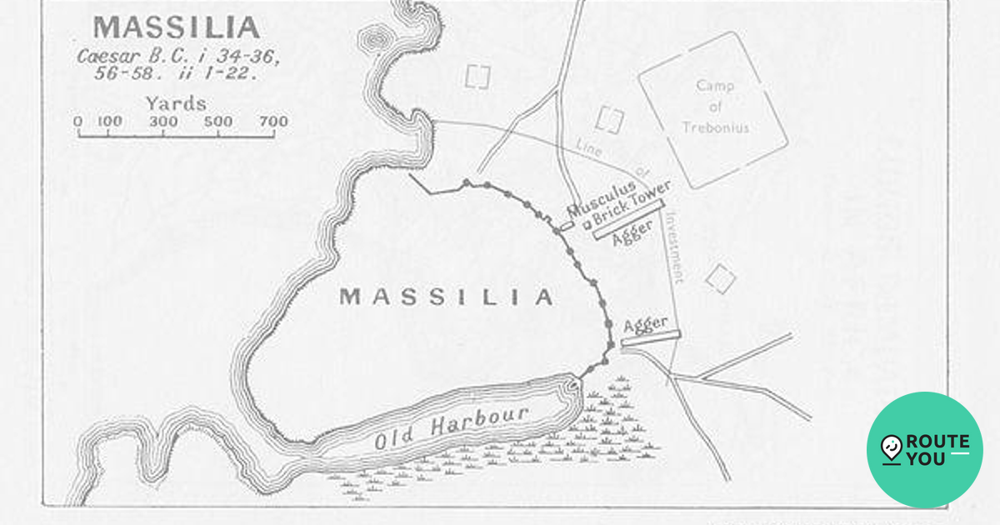 MASSILIA
Caesar B.C. i 34-36,
56-58. ii 1-22.
Yards
0 100 300 500 700
Camp
of
Trebonius
Line
of
Investment
Musculus
Brick Tower
Agger
MASSILIA
Agger
Old Harbour
ROUTE
YOU